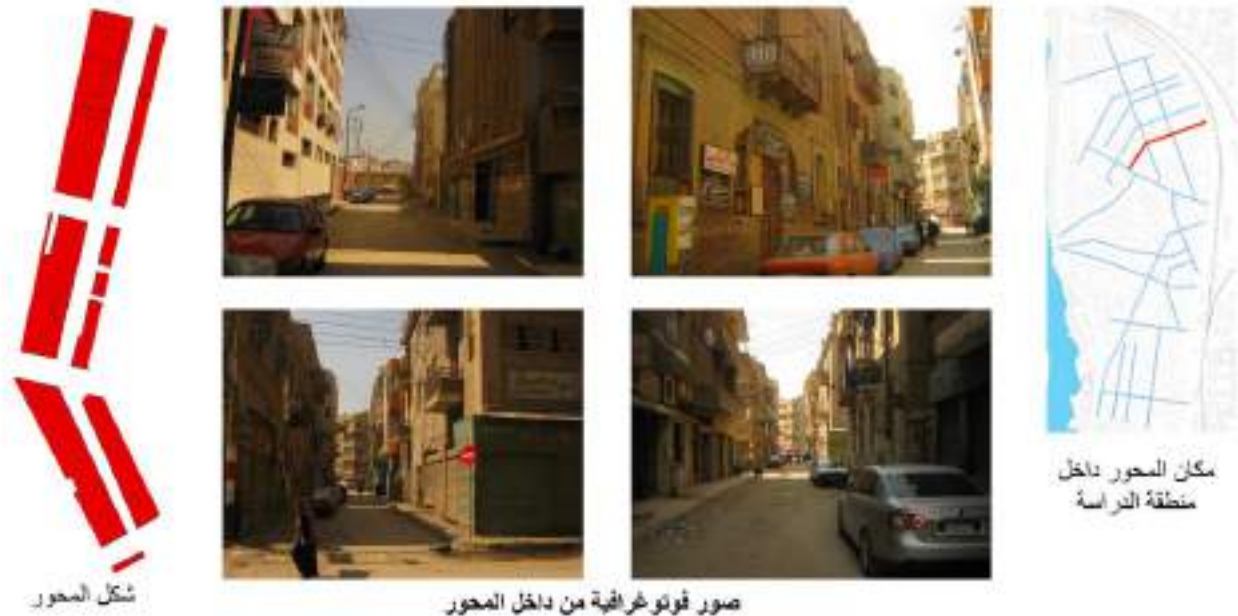 مكان المحور داخل
منطقة الدراسة
شكل المحور
صور فوتوغرافية من داخل المحور